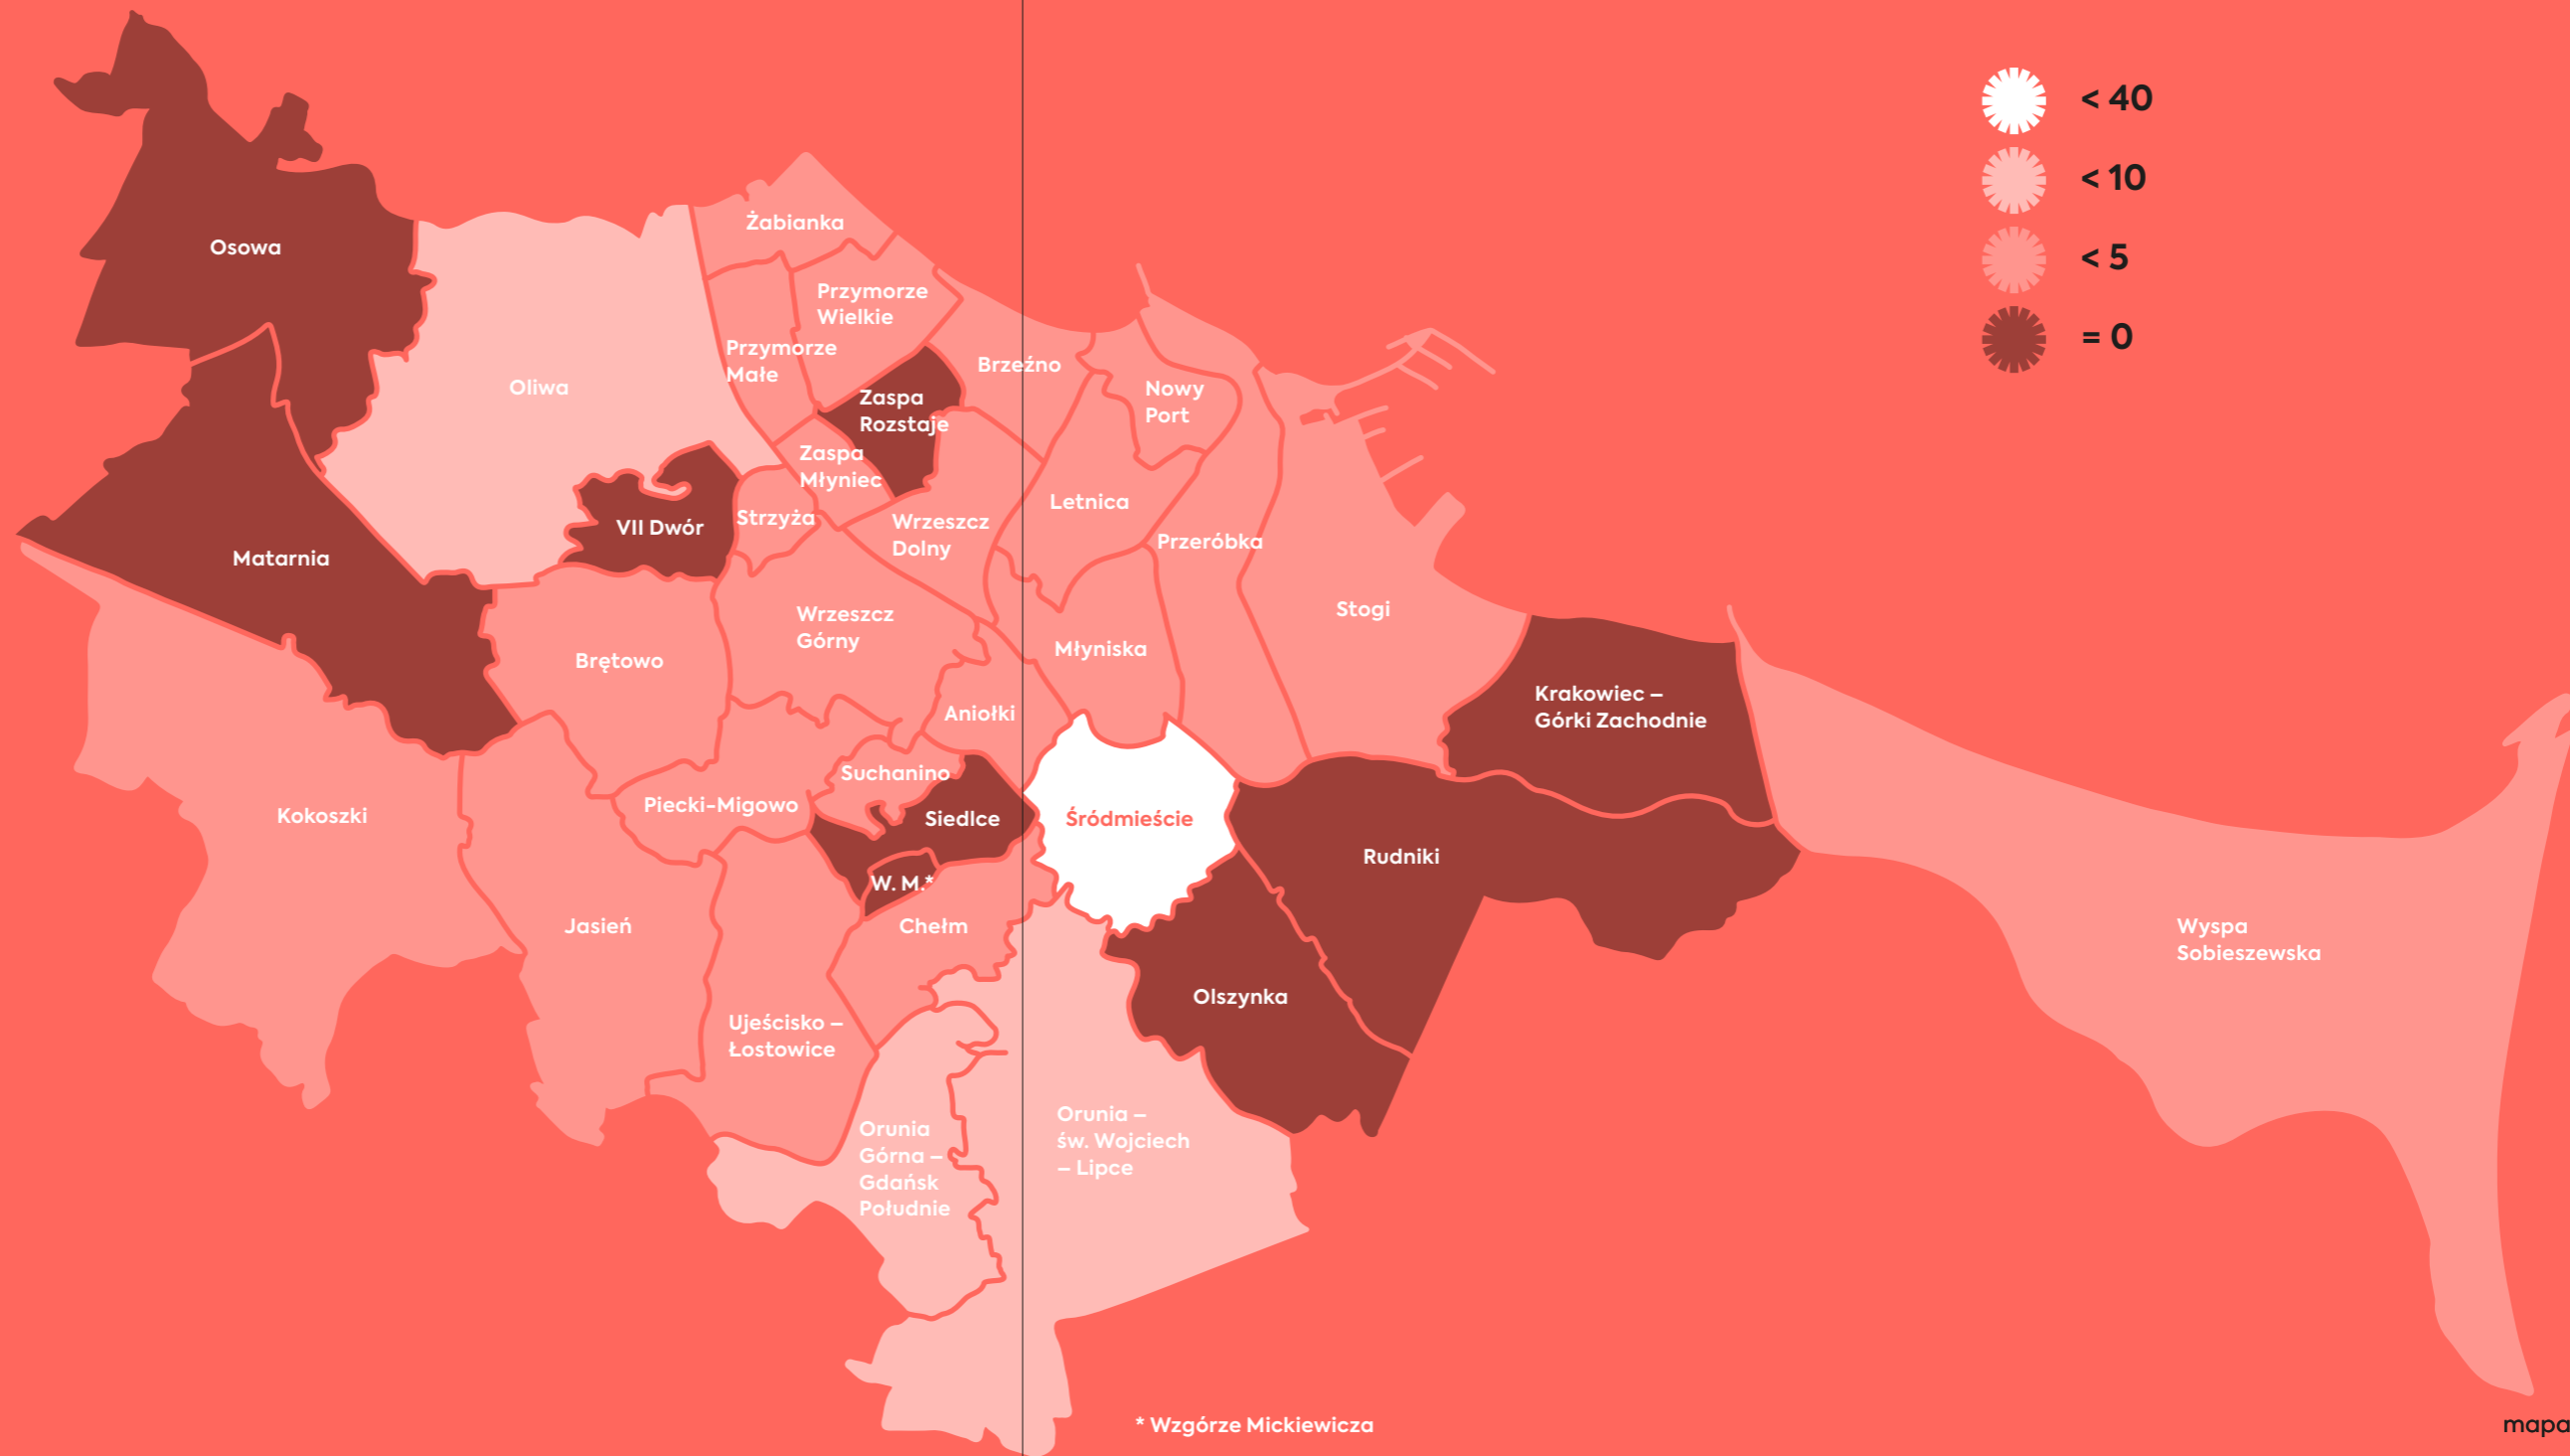 < 40
< 10
< 5
= 0
Osowa
Żabianka
Przymorze
Wielkie
Przymorze
Małe
Oliwa
Brzeźno
Zaspa
Rozstaje
Nowy
Port
Zaspa
Młyniec
Letnica
VII Dwór
Strzyża
Wrzeszcz
Dolny
Przeróbka
Matarnia
Stogi
Wrzeszcz
Górny
Młyniska
Brętowo
Krakowiec –
Górki Zachodnie
Aniołki
Suchanino
Piecki-Migowo
Kokoszki
Siedlce
Śródmieście
Rudniki
W. M.*
Jasień
Chełm
Wyspa
Sobieszewska
Olszynka
Ujeścisko –
Łostowice
Orunia
Górna –
Gdańsk
Południe
Orunia –
św. Wojciech
– Lipce
* Wzgórze Mickiewicza
mapa